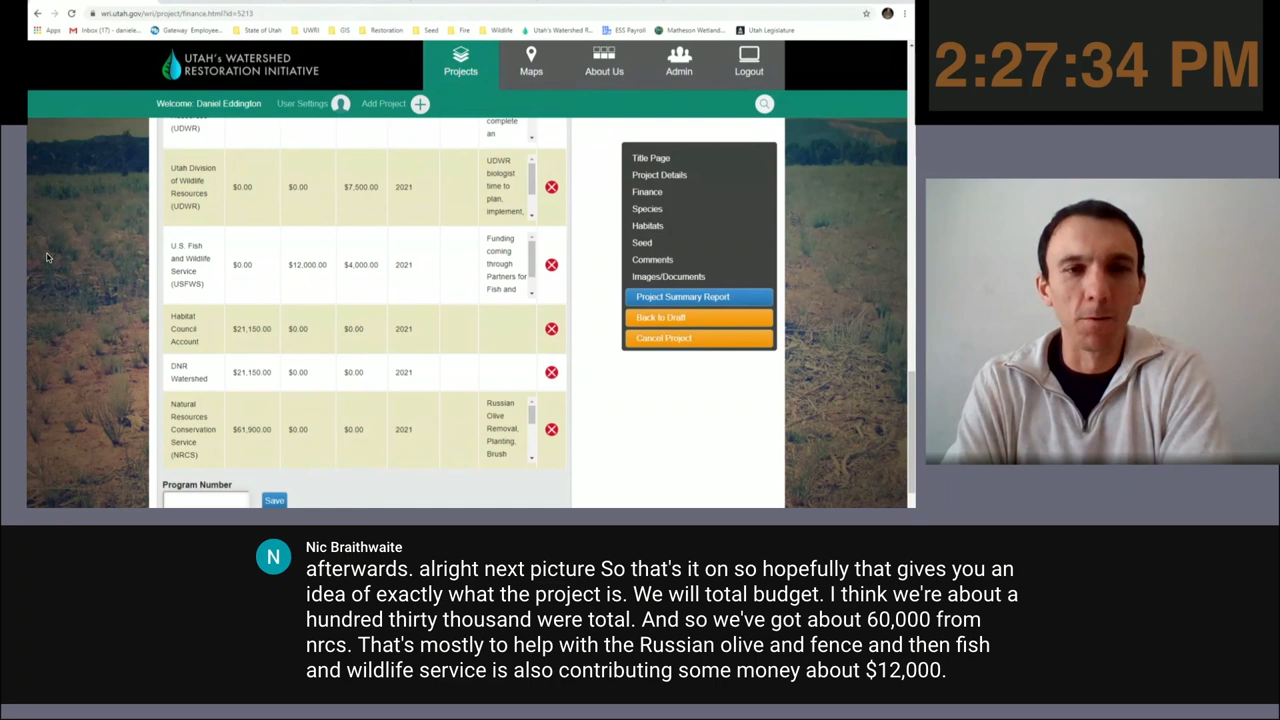 wri.utah.gov/wri/project/finance.html?id=5213
Apps Inbox (17) - daniele... Gateway Employee... State of Utah UWRI GIS Restoration Seed Fire Wildlife Utah's Watershed R... ESS Payroll Matheson Wetland... Utah Legislature
UTAH's WATERSHED
RESTORATION INITIATIVE
Projects Maps About Us Admin Logout
Welcome: Daniel Eddington User Settings Add Project
2:27:34 PM
(UDWR)
complete
an
Utah Division
of Wildlife
Resources
(UDWR)
$0.00 $0.00 $7,500.00 2021
UDWR
biologist
time to
plan,
implement,
U.S. Fish
and Wildlife
Service
(USFWS)
$0.00 $12,000.00 $4,000.00 2021
Funding
coming
through
Partners for
Fish and
Habitat
Council
Account
$21,150.00 $0.00 $0.00 2021
DNR
Watershed
$21,150.00 $0.00 $0.00 2021
Natural
Resources
Conservation
Service
(NRCS)
$61,900.00 $0.00 $0.00 2021
Russian
Olive
Removal,
Planting,
Brush
Program Number
Save
Title Page
Project Details
Finance
Species
Habitats
Seed
Comments
Images/Documents
Project Summary Report
Back to Draft
Cancel Project
N
Nic Braithwaite
afterwards. alright next picture So that's it on so hopefully that gives you an
idea of exactly what the project is. We will total budget. I think we're about a
hundred thirty thousand were total. And so we've got about 60,000 from
nrcs. That's mostly to help with the Russian olive and fence and then fish
and wildlife service is also contributing some money about $12,000.